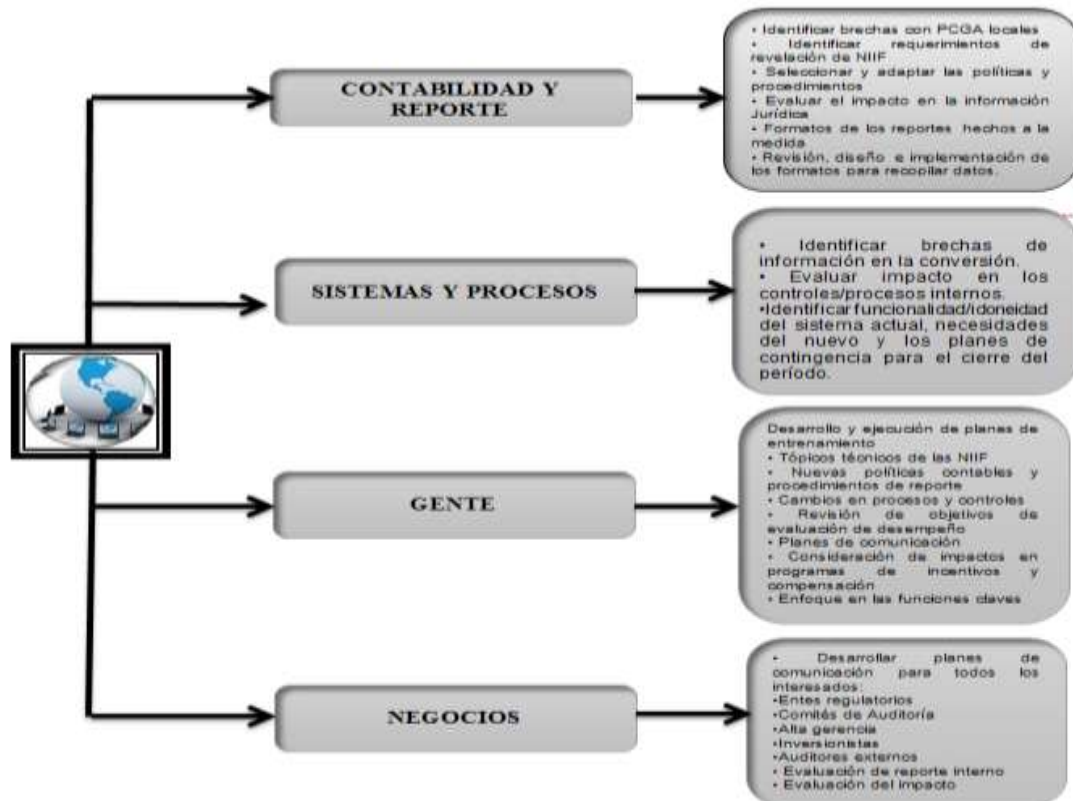 CONTABILIDAD Y
REPORTE
• Identificar brechas con PCGA locales
• Identificar requerimientos de
revelación de NIIF
• Seleccionar y adaptar las políticas y
procedimientos
• Evaluar el impacto en la información
Jurídica
• Formatos de los reportes hechos a la
medida
• Revisión, diseño e implementación de
los formatos para recopilar datos.
SISTEMAS Y PROCESOS
• Identificar brechas de
información en la conversión.
• Evaluar impacto en los
controles/procesos internos.
•Identificar funcionalidad/idoneidad
del sistema actual, necesidades
del nuevo y los planes de
contingencia para el cierre del
período.
GENTE
Desarrollo y ejecución de planes de
entrenamiento
• Tópicos técnicos de las NIIF
• Nuevas políticas contables y
procedimientos de reporte
• Cambios en procesos y controles
• Revisión de objetivos de
evaluación de desempeño
• Planes de comunicación
• Consideración de impactos en
programas de incentivos y
compensación
• Enfoque en las funciones claves
NEGOCIOS
• Desarrollar planes de
comunicación para todos los
interesados:
•Entes regulatorios
•Comités de Auditoría
•Alta gerencia
•Inversionistas
•Auditores externos
• Evaluación de reporte interno
• Evaluación del impacto